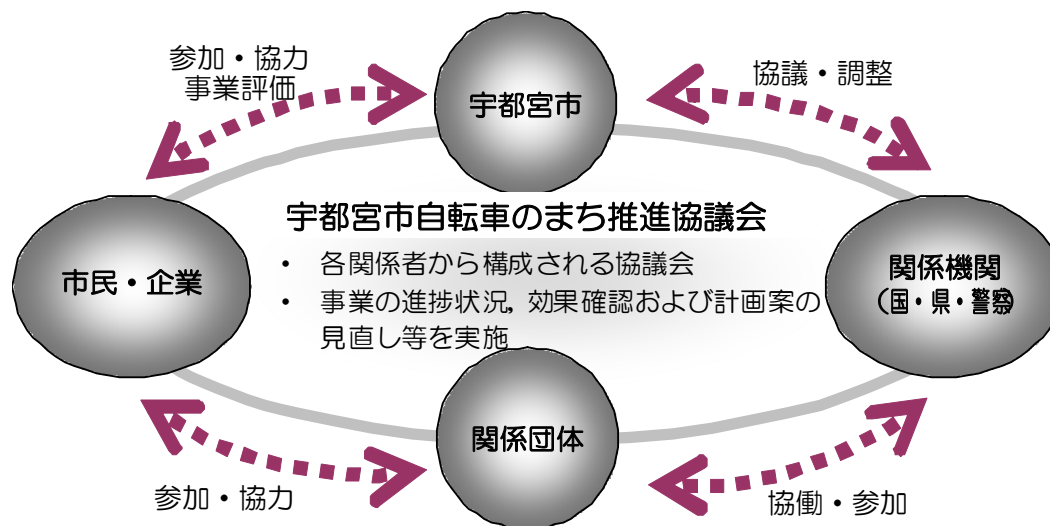 参加・協力
事業評価
宇都宮市
協議・調整
宇都宮市自転車のまち推進協議会
・ 各関係者から構成される協議会
・ 事業の進捗状況，効果確認および計画案の
見直し等を実施
市民・企業
関係機関
（国・県・警察）
関係団体
参加・協力
協働・参加